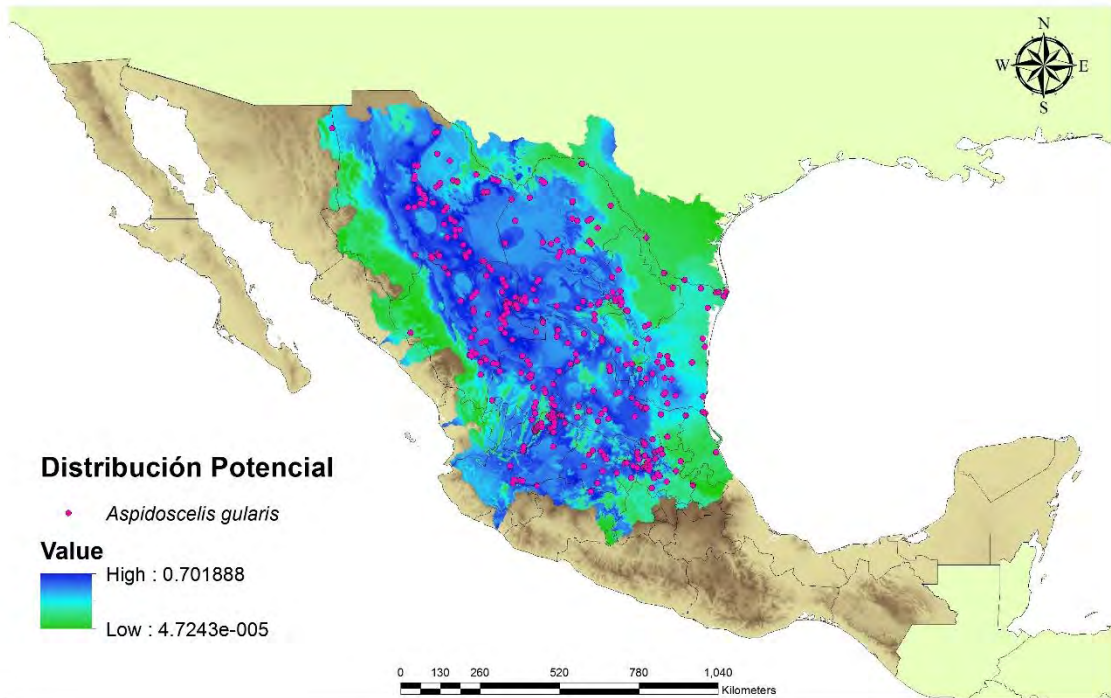 N
W E
S
Distribución Potencial
Aspidoscelis gularis
Value
High : 0.701888
Low : 4.7243e-005
0 130 260 520 780 1,040
Kilometers